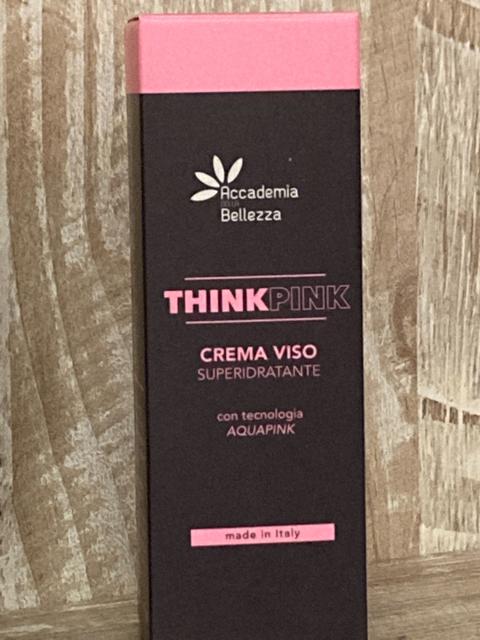 Accademia
DELLA
Bellezza
THINKPINK
CREMA VISO
SUPERIDRATANTE
con tecnologia
AQUAPINK
made in Italy